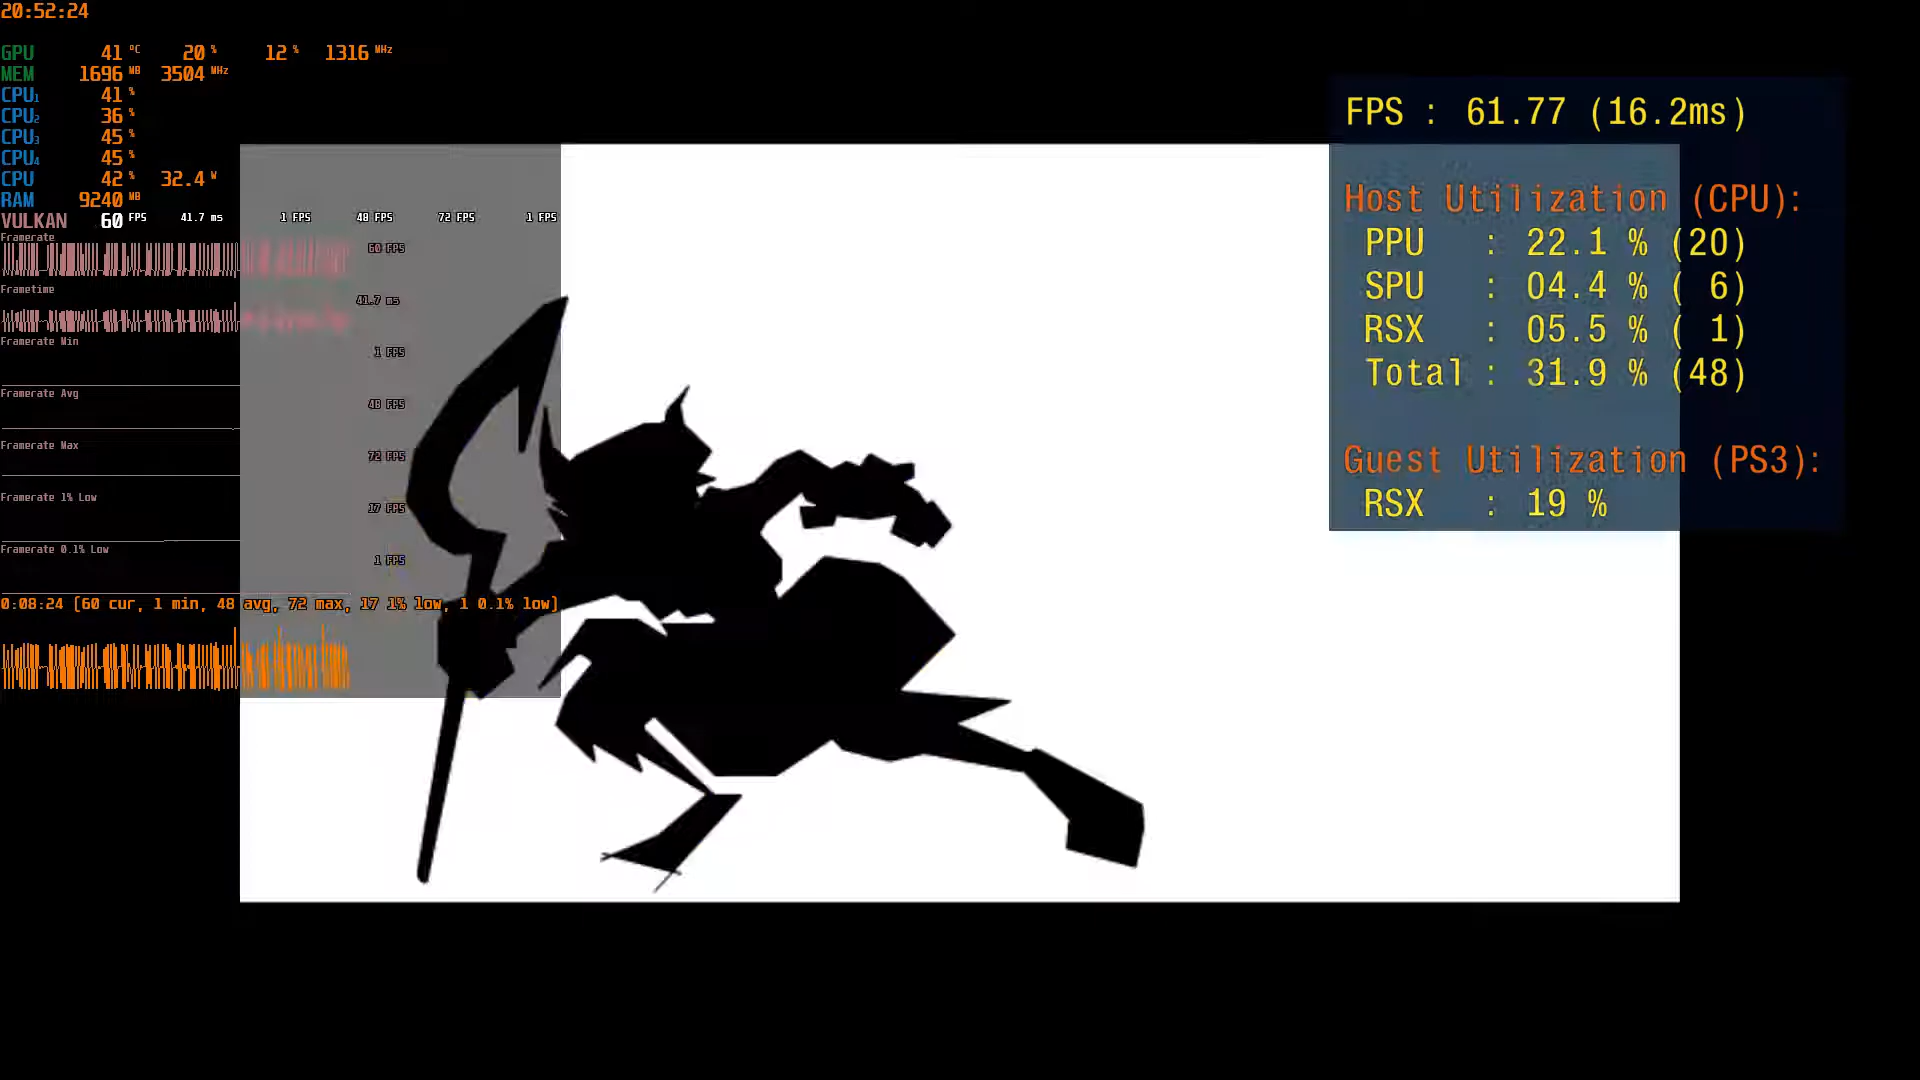 20:52:24
GPU 41 °C 20 % 12 % 1316 MHz
MEM 1696 MB 3504 MHz
CPU1 41 %
CPU2 36 %
CPU3 45 %
CPU4 45 %
CPU 42 % 32.4 W
RAM 9240 MB
VULKAN 60 FPS 41.7 ms 1 FPS 48 FPS 72 FPS 1 FPS
Framerate 60 FPS
Frametime 41.7 ms
Framerate Min 1 FPS
Framerate Avg 48 FPS
Framerate Max 72 FPS
Framerate 1% Low 17 FPS
Framerate 0.1% Low 1 FPS
0:08:24 [60 cur, 1 min, 48 avg, 72 max, 17 1% low, 1 0.1% low]
FPS : 61.77 (16.2ms)
Host Utilization (CPU):
PPU : 22.1 % (20)
SPU : 04.4 % ( 6)
RSX : 05.5 % ( 1)
Total : 31.9 % (48)
Guest Utilization (PS3):
RSX : 19 %